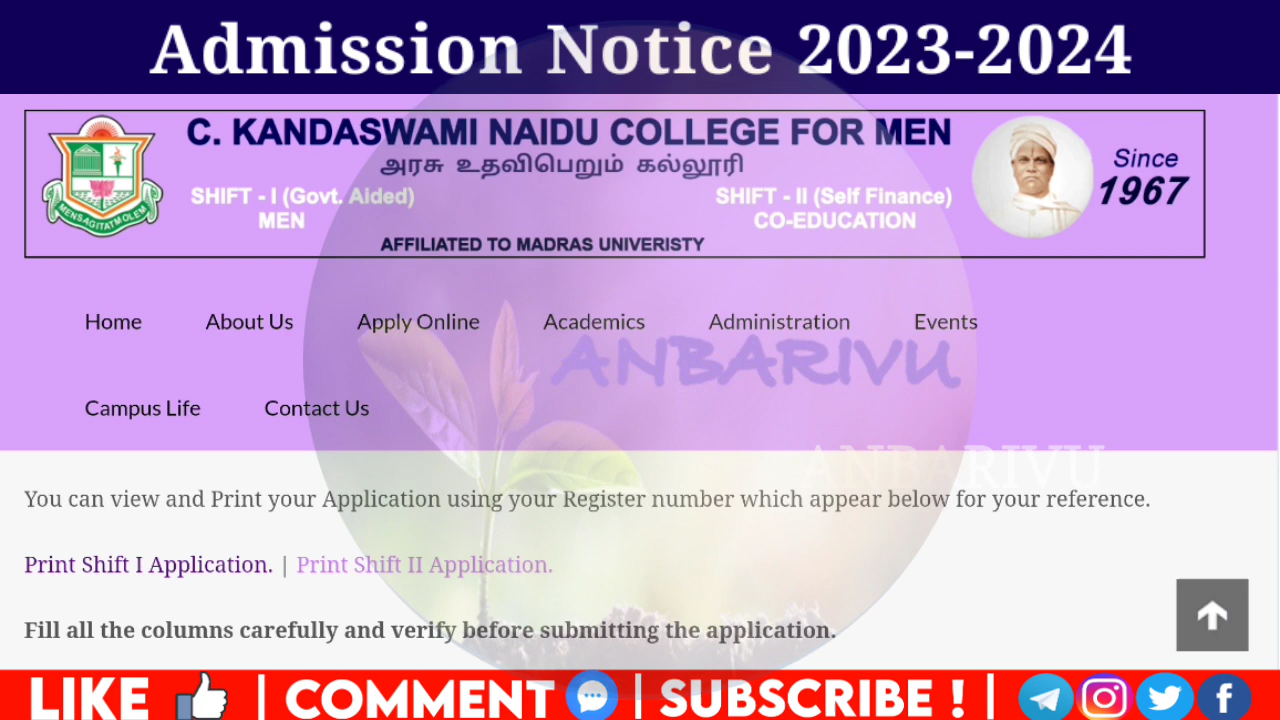 Admission Notice 2023-2024
C. KANDASWAMI NAIDU COLLEGE FOR MEN
அரசு உதவிபெறும் கல்லூரி
SHIFT - I (Govt. Aided)
MEN
SHIFT - II (Self Finance)
CO-EDUCATION
AFFILIATED TO MADRAS UNIVERISTY
MENS AGITAT MOLEM
Since
1967
Home About Us Apply Online Academics Administration Events
ANBARIVU
Campus Life Contact Us
ANBARIVU
You can view and Print your Application using your Register number which appear below for your reference.
Print Shift I Application. | Print Shift II Application.
Fill all the columns carefully and verify before submitting the application.
LIKE | COMMENT | SUBSCRIBE ! |